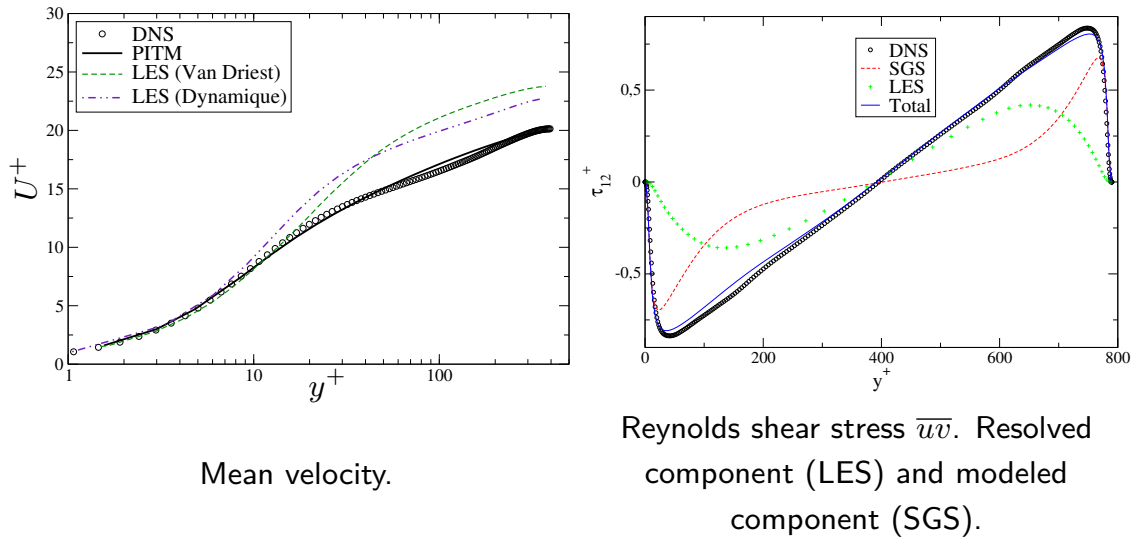 30
25
20
15
10
5
0
U⁺
DNS
PITM
LES (Van Driest)
LES (Dynamique)
1
10
100
y⁺
Mean velocity.
0,5
0
-0,5
τ₁₂⁺
DNS
SGS
LES
Total
0
200
400
600
800
y⁺
Reynolds shear stress u̅v̅. Resolved
component (LES) and modeled
component (SGS).